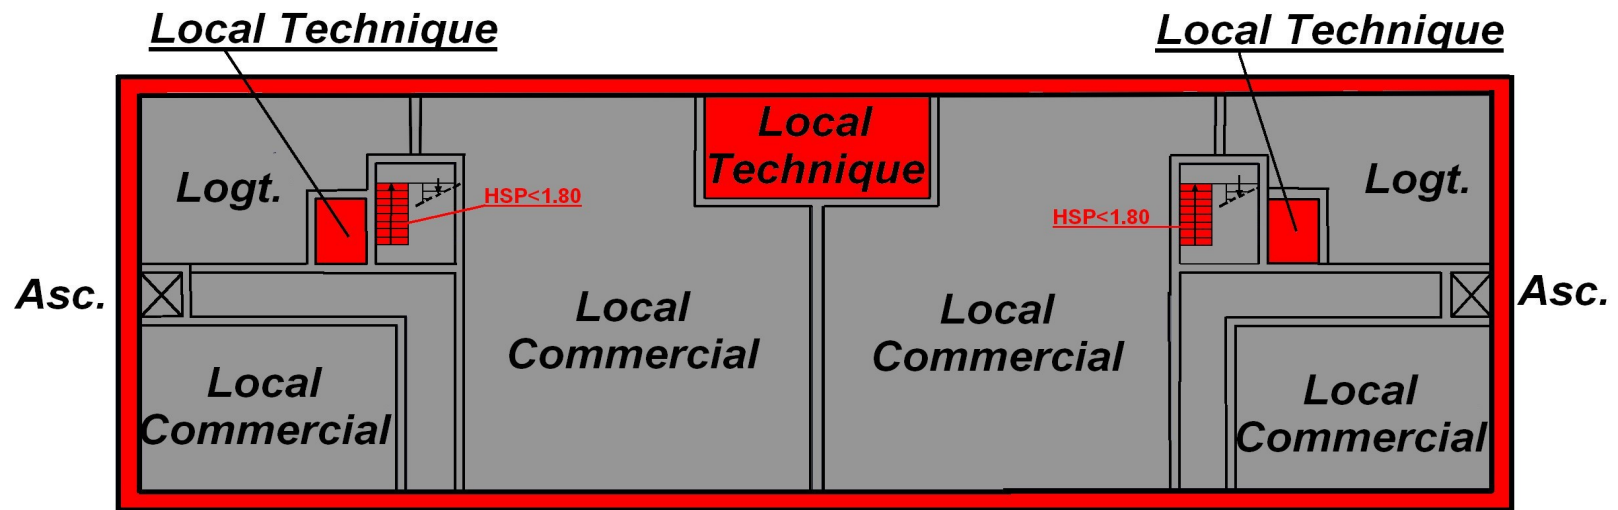 Local Technique
Local Technique
Local
Technique
Logt.
HSP<1.80
HSP<1.80
Logt.
Asc.
Local
Commercial
Local
Commercial
Asc.
Local
Commercial
Local
Commercial